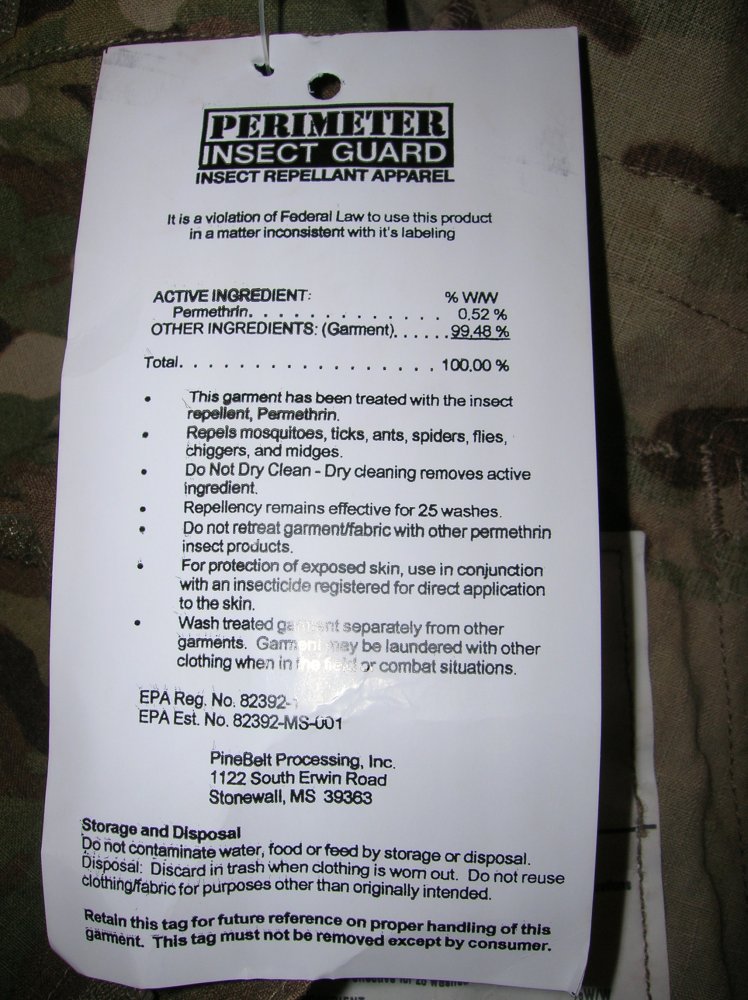 PERIMETER
INSECT GUARD
INSECT REPELLANT APPAREL
It is a violation of Federal Law to use this product
in a matter inconsistent with it's labeling
ACTIVE INGREDIENT: % W/W
Permethrin. . . . . . . . . . . . . . 0.52 %
OTHER INGREDIENTS: (Garment). . . . . . 99.48 %
Total. . . . . . . . . . . . . . . . . . 100.00 %
• This garment has been treated with the insect
repellent, Permethrin.
• Repels mosquitoes, ticks, ants, spiders, flies,
chiggers, and midges.
• Do Not Dry Clean - Dry cleaning removes active
ingredient.
• Repellency remains effective for 25 washes.
• Do not retreat garment/fabric with other permethrin
insect products.
• For protection of exposed skin, use in conjunction
with an insecticide registered for direct application
to the skin.
• Wash treated garment separately from other
garments. Garment may be laundered with other
clothing when in the field or combat situations.
EPA Reg. No. 82392-1
EPA Est. No. 82392-MS-001
PineBelt Processing, Inc.
1122 South Erwin Road
Stonewall, MS 39363
Storage and Disposal
Do not contaminate water, food or feed by storage or disposal.
Disposal: Discard in trash when clothing is worn out. Do not reuse
clothing/fabric for purposes other than originally intended.
Retain this tag for future reference on proper handling of this
garment. This tag must not be removed except by consumer.